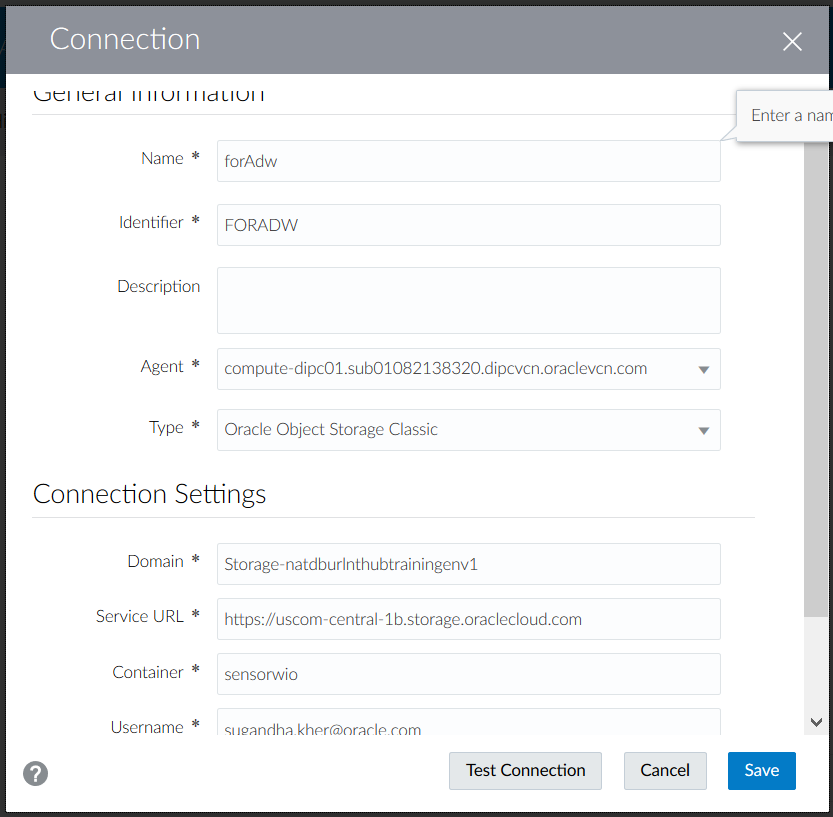 Connection
General Information
Enter a nam
Name *
forAdw
Identifier *
FORADW
Description
Agent *
compute-dipc01.sub01082138320.dipcvcn.oraclevcn.com
Type *
Oracle Object Storage Classic
Connection Settings
Domain *
Storage-natdburlnthubtrainingenv1
Service URL *
https://uscom-central-1b.storage.oraclecloud.com
Container *
sensorwio
Username *
sugandha.kher@oracle.com
?
Test Connection
Cancel
Save